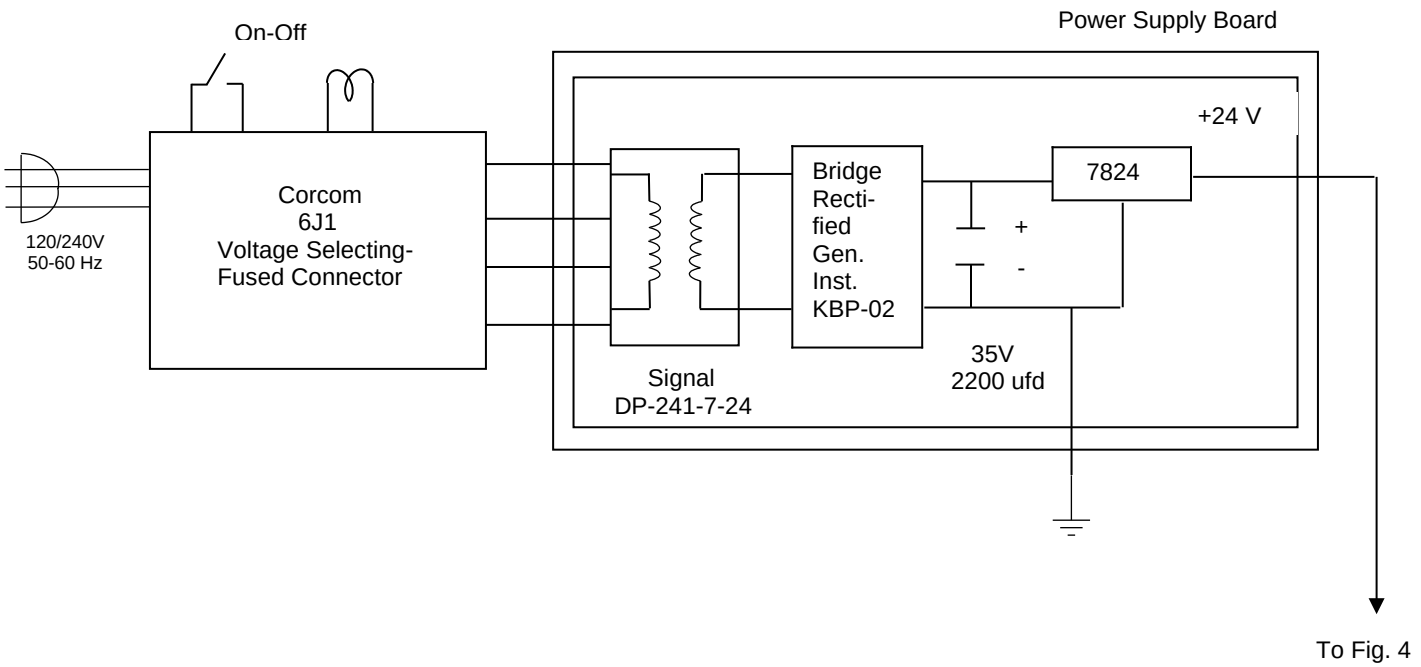 Power Supply Board
On-Off
+24 V
120/240V
50-60 Hz
Corcom
6J1
Voltage Selecting-
Fused Connector
Bridge
Recti-
fied
Gen.
Inst.
KBP-02
7824
+
-
35V
2200 ufd
Signal
DP-241-7-24
To Fig. 4